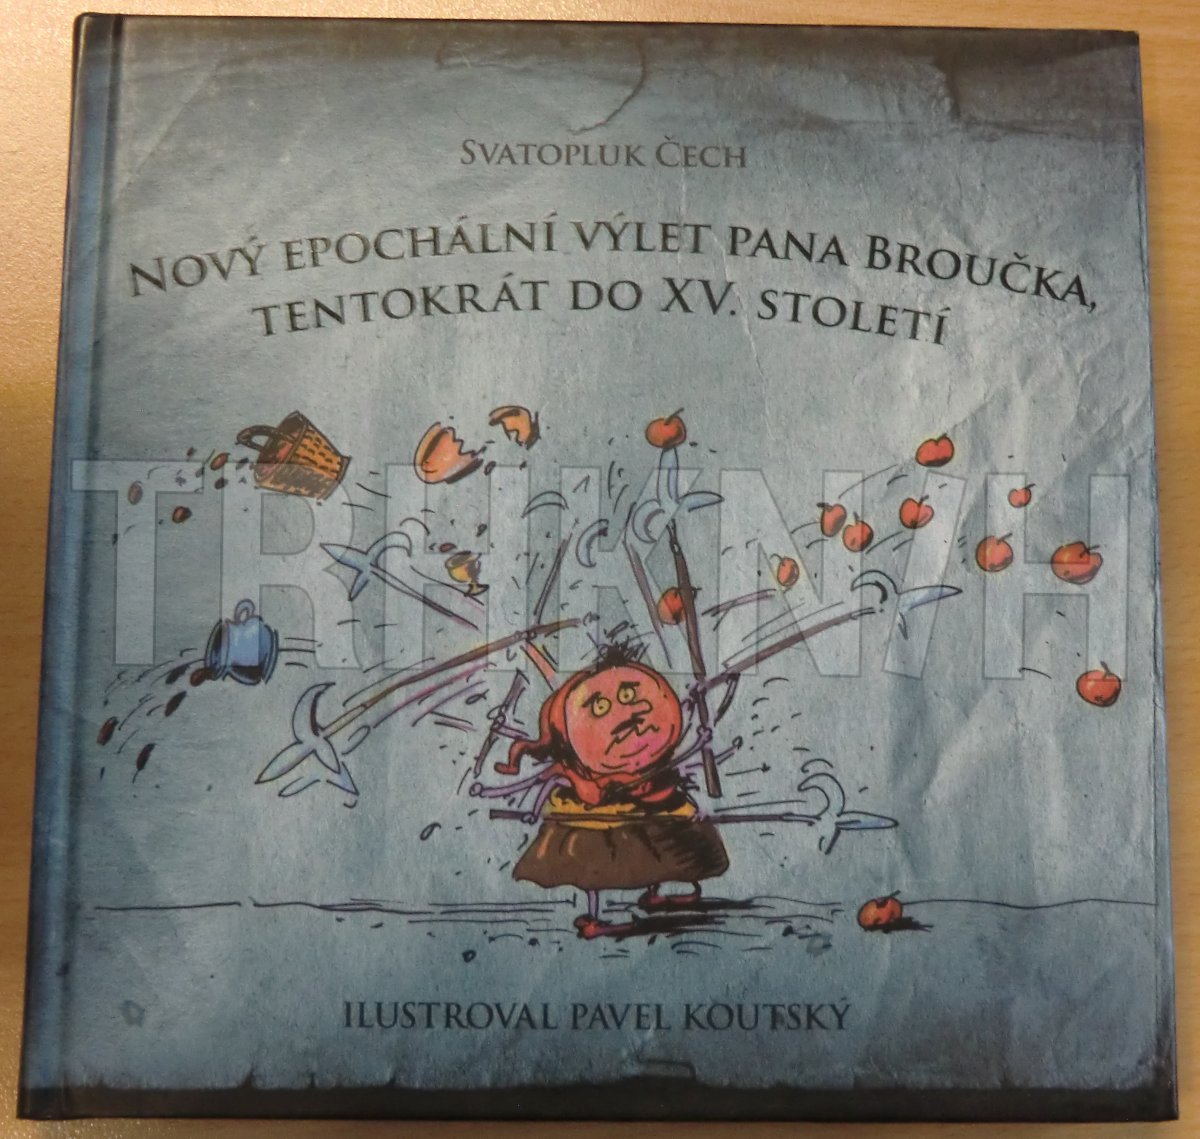 Svatopluk Čech
Nový epochální výlet pana Broučka,
tentokrát do XV. století
TRHKNIH
ilustroval Pavel Koutský